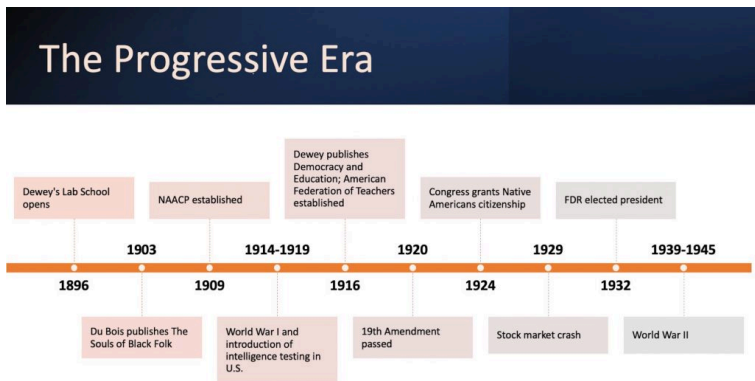 The Progressive Era
Dewey's Lab School
opens
NAACP established
Dewey publishes
Democracy and
Education; American
Federation of Teachers
established
Congress grants Native
Americans citizenship
FDR elected president
1903
1914-1919
1920
1929
1939-1945
1896
1909
1916
1924
1932
Du Bois publishes The
Souls of Black Folk
World War I and
introduction of
intelligence testing in
U.S.
19th Amendment
passed
Stock market crash
World War II